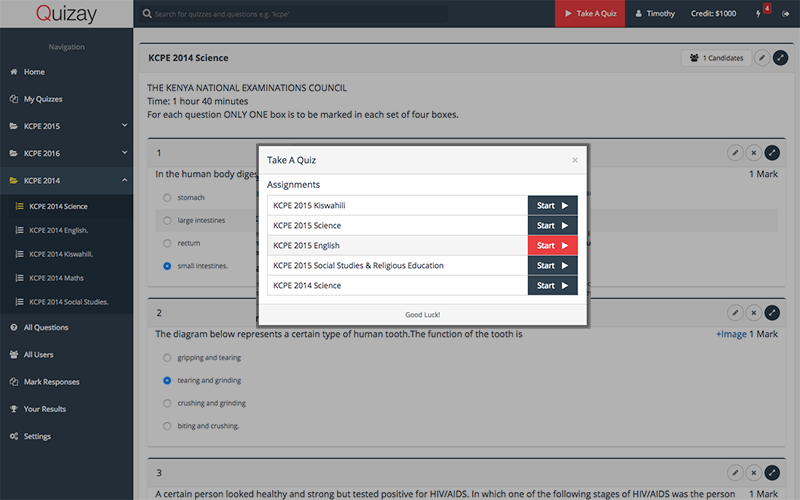 Quizay
Search for quizzes and questions e.g. 'kcpe'
Take A Quiz
Timothy
Credit: $1000
4
Navigation
Home
My Quizzes
KCPE 2015
KCPE 2016
KCPE 2014
KCPE 2014 Science
KCPE 2014 English.
KCPE 2014 Kiswahili.
KCPE 2014 Maths
KCPE 2014 Social Studies.
All Questions
All Users
Mark Responses
Your Results
Settings
KCPE 2014 Science
1 Candidates
THE KENYA NATIONAL EXAMINATIONS COUNCIL
Time: 1 hour 40 minutes
For each question ONLY ONE box is to be marked in each set of four boxes.
1
In the human body
1 Mark
stomach
large intestines
rectum
small intestines.
Take A Quiz
×
Assignments
KCPE 2015 Kiswahili Start
KCPE 2015 Science Start
KCPE 2015 English Start
KCPE 2015 Social Studies & Religious Education Start
KCPE 2014 Science Start
Good Luck!
2
The diagram below represents a certain type of human tooth.The function of the tooth is
+Image 1 Mark
gripping and tearing
tearing and grinding
crushing and grinding
biting and crushing.
3
A certain person looked healthy and strong but tested positive for HIV/AIDS. In which one of the following stages of HIV/AIDS was the person
1 Mark